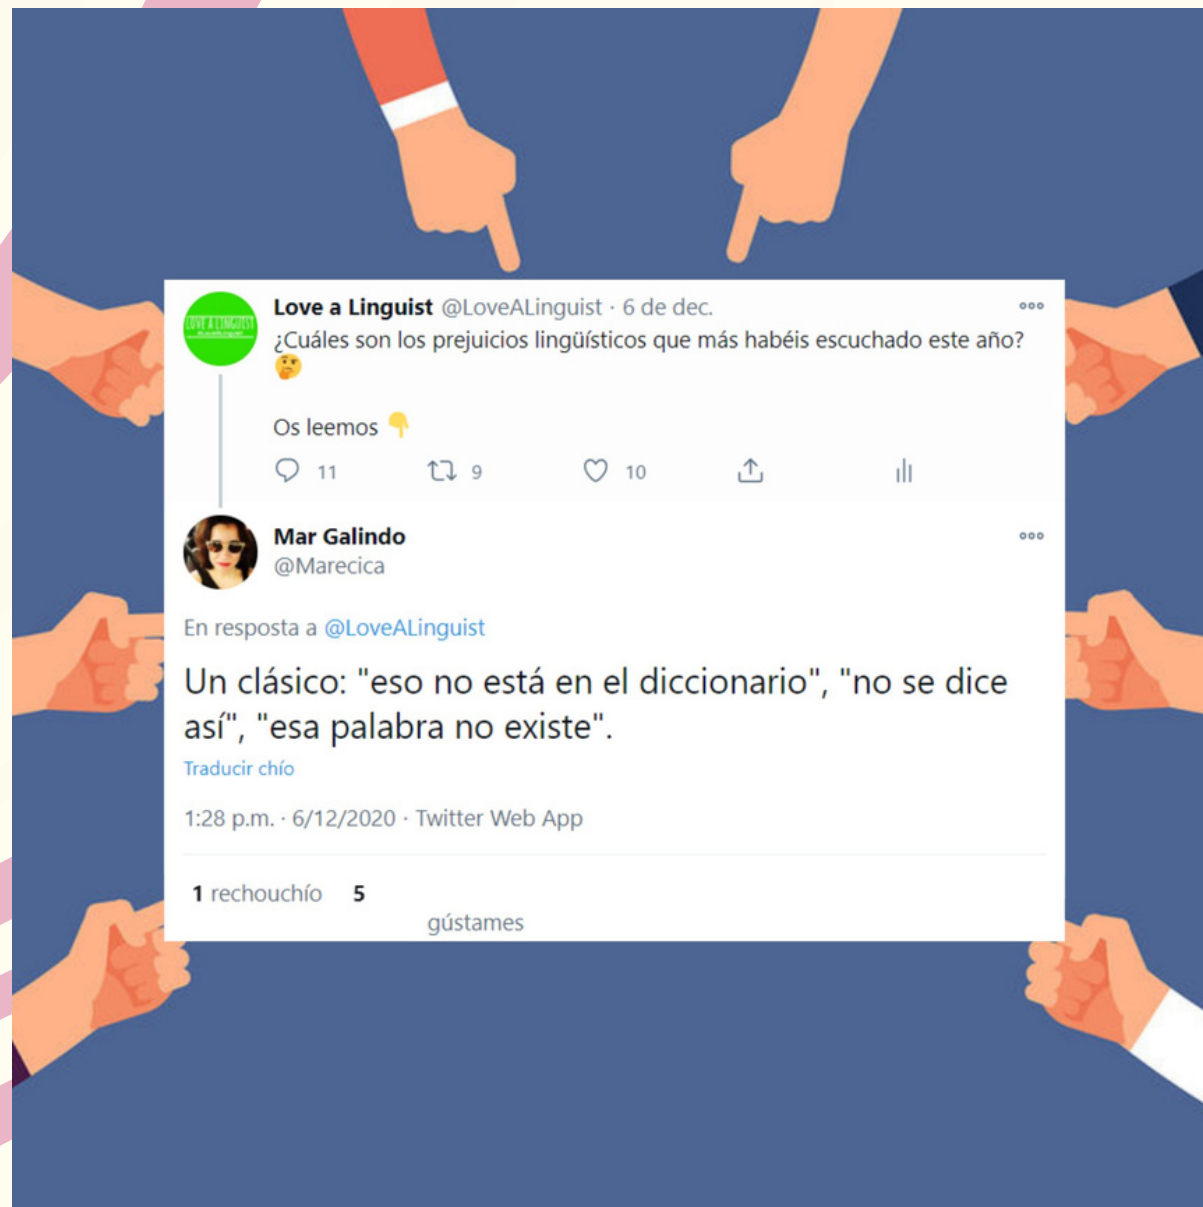 Love a Linguist @LoveALinguist · 6 de dec.
¿Cuáles son los prejuicios lingüísticos que más habéis escuchado este año?
🤔
Os leemos 👇
11 9 10
LOVE A LINGUIST
Mar Galindo
@Marecica
En resposta a @LoveALinguist
Un clásico: "eso no está en el diccionario", "no se dice
así", "esa palabra no existe".
Traducir chío
1:28 p.m. · 6/12/2020 · Twitter Web App
1 rechouchío 5
gústames